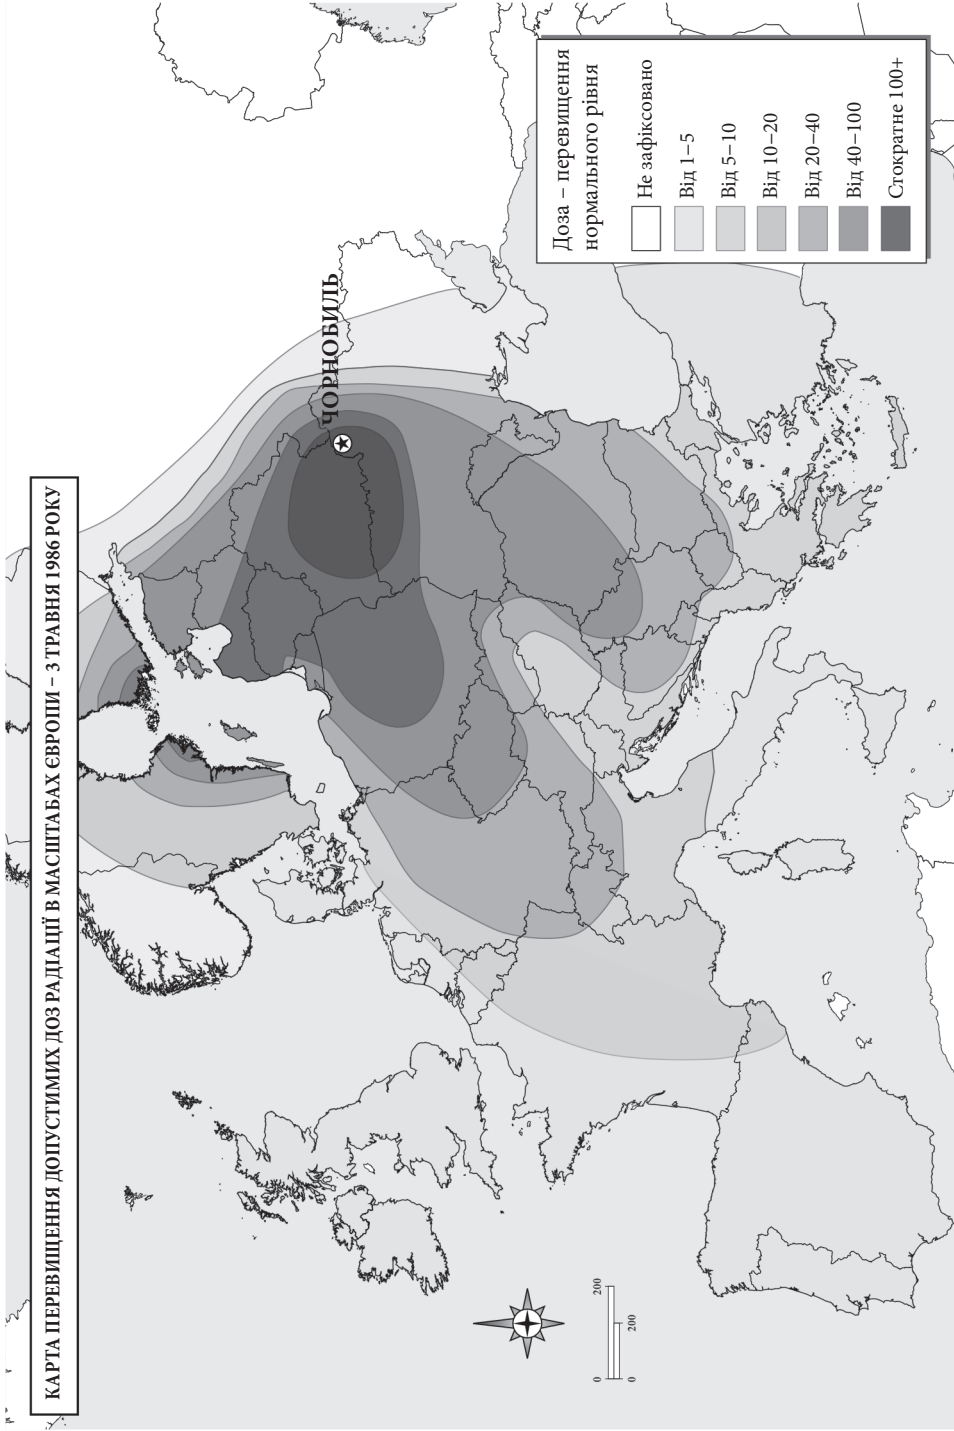 КАРТА ПЕРЕВИЩЕННЯ ДОПУСТИМИХ ДОЗ РАДІАЦІЇ В МАСШТАБАХ ЄВРОПИ – 3 ТРАВНЯ 1986 РОКУ
ЧОРНОБИЛЬ
Доза – перевищення
нормального рівня
Не зафіксовано
Від 1–5
Від 5–10
Від 10–20
Від 20–40
Від 40–100
Стократне 100+
0 200
0 200